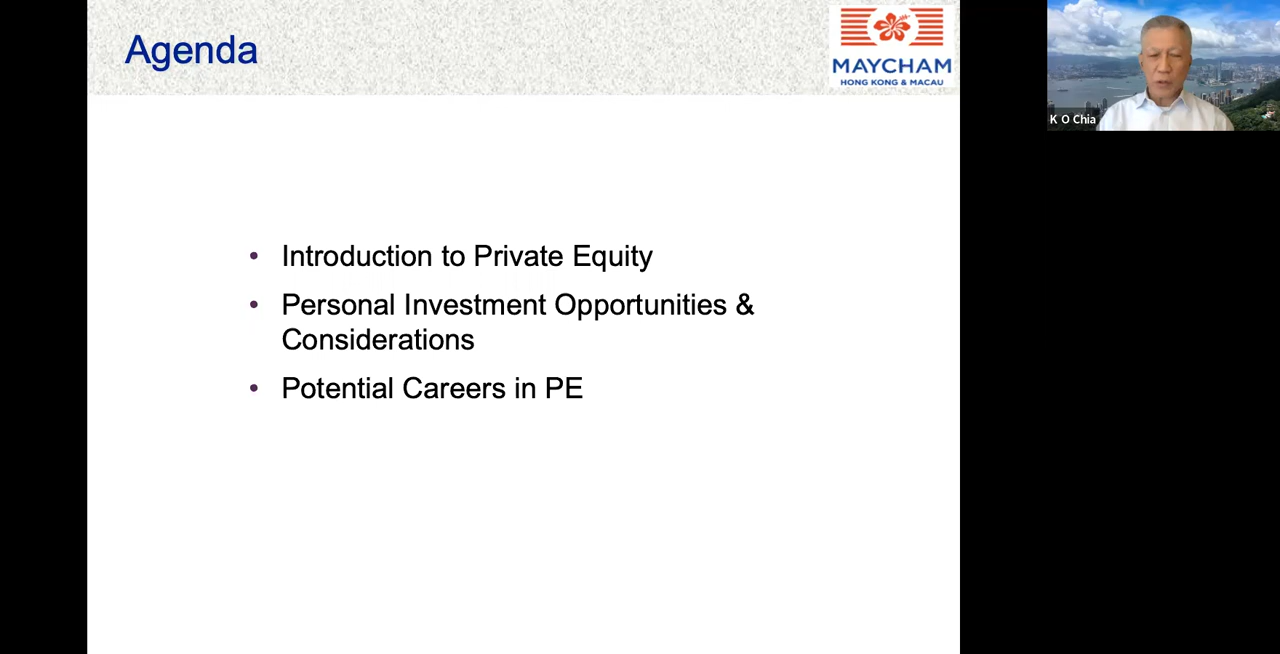 Agenda
MAYCHAM
HONG KONG & MACAU
K O Chia
• Introduction to Private Equity
• Personal Investment Opportunities &
Considerations
• Potential Careers in PE